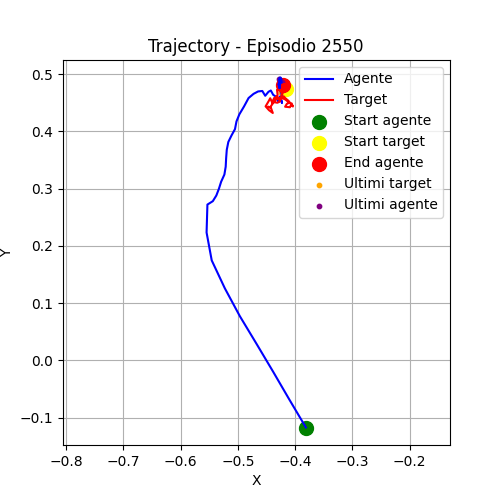 Trajectory - Episodio 2550
Agente
Target
Start agente
Start target
End agente
Ultimi target
Ultimi agente
0.5
0.4
0.3
0.2
0.1
0.0
−0.1
Y
−0.8 −0.7 −0.6 −0.5 −0.4 −0.3 −0.2
X